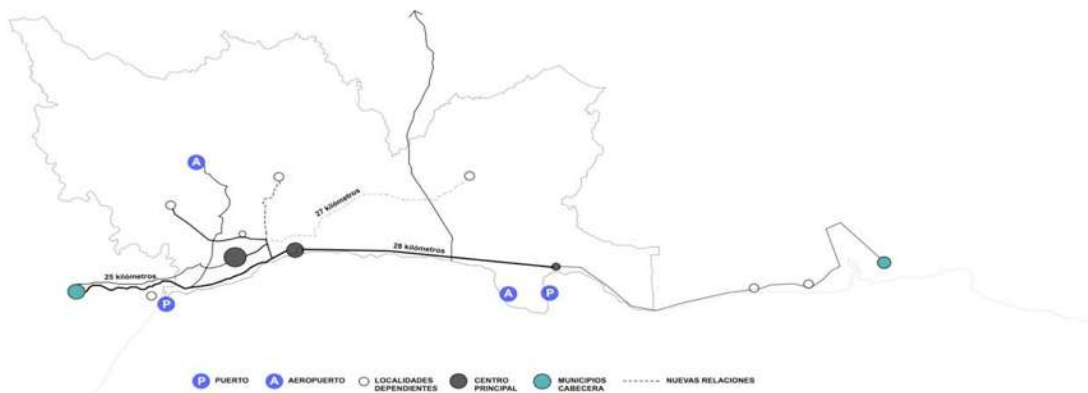 A
27 kilómetros
28 kilómetros
25 kilómetros
P
A
P
P PUERTO
A AEROPUERTO
LOCALIDADES
DEPENDIENTES
CENTRO
PRINCIPAL
MUNICIPIOS
CABECERA
NUEVAS RELACIONES